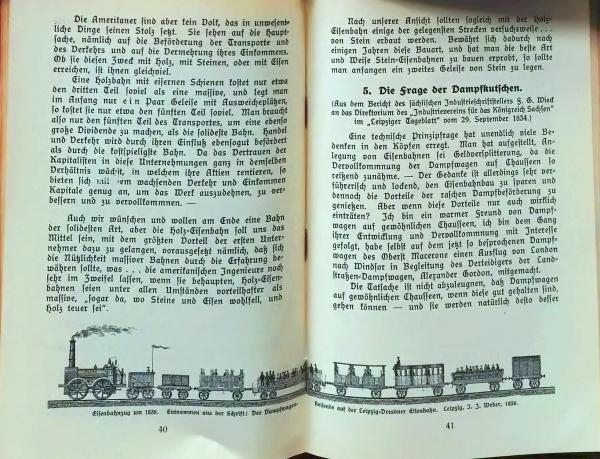 Die Amerikaner sind aber kein Volk, das in unwesent-
liche Dinge seinen Stolz setzt. Sie sehen auf die Haupt-
sache, nämlich auf die Beförderung der Transporte und
des Verkehrs und auf die Vermehrung ihres Einkommens.
Ob sie diesen Zweck mit Holz, mit Steinen, oder mit Eisen
erreichen, ist ihnen gleichviel.
Eine Holzbahn mit eisernen Schienen kostet nur etwa
den dritten Teil soviel als eine massive, und legt man
im Anfang nur ein Paar Geleise mit Ausweichplätzen,
so kostet sie nur etwa den fünften Teil soviel. Man braucht
also nur den fünften Teil des Transportes, um eine ebenso
große Dividende zu machen, als die solideste Bahn. Handel
und Verkehr wird durch ihren Einfluß ebensogut befördert
als durch die kostspieligste Bahn. Da das Vertrauen der
Kapitalisten in diese Unternehmungen ganz in demselben
Verhältnis wächst, in welchem ihre Aktien rentieren, so
bieten sich mit dem wachsenden Verkehr und Einkommen
Kapitale genug an, um das Werk auszudehnen, zu ver-
bessern und zu vervollkommnen. —
Auch wir wünschen und wollen am Ende eine Bahn
der solidesten Art, aber die Holz-Eisenbahn soll uns das
Mittel sein, mit dem größten Vorteil der ersten Unter-
nehmer dazu zu gelangen, vorausgesetzt nämlich, daß sich
die Nützlichkeit massiver Bahnen durch die Erfahrung be-
währen sollte, was . . . die amerikanischen Ingenieure noch
sehr im Zweifel lassen, wenn sie behaupten, Holz-Eisen-
bahnen seien unter allen Umständen vorteilhafter als
massive, „sogar da, wo Steine und Eisen wohlfeil, und
Holz teuer sei".
Eisenbahnzug um 1838. Entnommen aus der Schrift: Der Dampfwagen-
40
Nach unserer Ansicht sollten sogleich mit der Holz-
Eisenbahn einige der gelegensten Strecken versuchsweise . . .
von Stein erbaut werden. Bewährt sich dadurch nach
einigen Jahren diese Bauart, und hat man die beste Art
und Weise Stein-Eisenbahnen zu bauen erprobt, so sollte
man anfangen ein zweites Geleise von Stein zu legen.
5. Die Frage der Dampfkutschen.
(Aus dem Bericht des sächsischen Industrieschriftstellers F. G. Wieck
an das Direktorium des „Industrievereins für das Königreich Sachsen"
im „Leipziger Tageblatt" vom 29. September 1834.)
Eine technische Prinzipfrage hat unendlich viele Be-
denken in den Köpfen erregt. Man hat aufgestellt, An-
legung von Eisenbahnen sei Geldversplitterung, da die
Vervollkommnung der Dampfwagen auf Chausseen so
reißend zunähme. — Der Gedanke ist allerdings sehr ver-
führerisch und lockend, den Eisenbahnbau zu sparen und
dennoch die Vorteile der raschen Dampfbeförderung zu
genießen. Aber wenn diese Vorteile nur auch wirklich
einträten? Ich bin ein warmer Freund von Dampf-
wagen auf gewöhnlichen Chausseen, ich bin dem Gang
ihrer Entwicklung und Vervollkommnung mit Interesse
gefolgt, habe selbst auf dem jetzt so besprochenen Dampf-
wagen des Oberst Macerone einen Ausflug von London
nach Windsor in Begleitung des Verteidigers der Land-
straßen-Dampfwagen, Alexander Gordon, mitgemacht.
Die Tatsache ist nicht abzuleugnen, daß Dampfwagen
auf gewöhnlichen Chausseen, wenn diese gut gehalten sind,
gehen können — und sie werden natürlich desto besser
Reisende auf der Leipzig-Dresdner Eisenbahn. Leipzig, J. J. Weber. 1838.
41